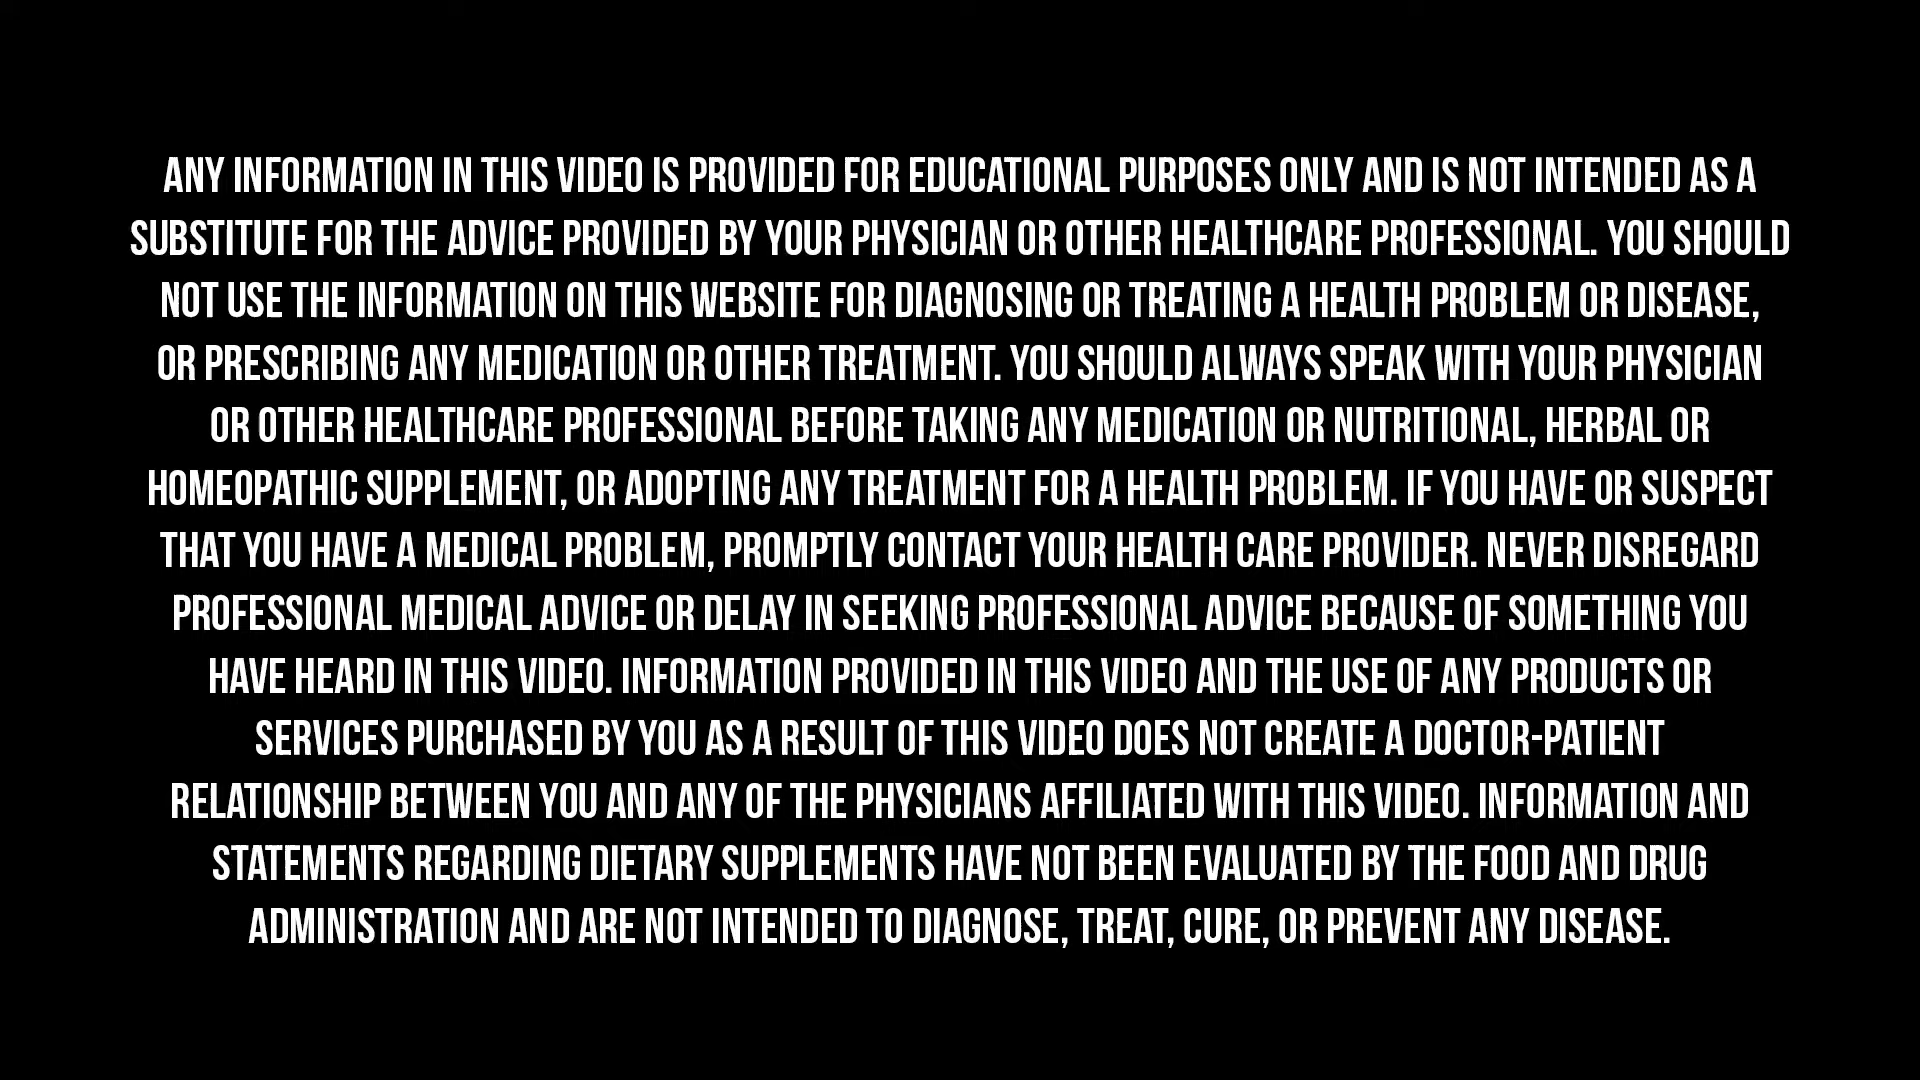 ANY INFORMATION IN THIS VIDEO IS PROVIDED FOR EDUCATIONAL PURPOSES ONLY AND IS NOT INTENDED AS A
SUBSTITUTE FOR THE ADVICE PROVIDED BY YOUR PHYSICIAN OR OTHER HEALTHCARE PROFESSIONAL. YOU SHOULD
NOT USE THE INFORMATION ON THIS WEBSITE FOR DIAGNOSING OR TREATING A HEALTH PROBLEM OR DISEASE,
OR PRESCRIBING ANY MEDICATION OR OTHER TREATMENT. YOU SHOULD ALWAYS SPEAK WITH YOUR PHYSICIAN
OR OTHER HEALTHCARE PROFESSIONAL BEFORE TAKING ANY MEDICATION OR NUTRITIONAL, HERBAL OR
HOMEOPATHIC SUPPLEMENT, OR ADOPTING ANY TREATMENT FOR A HEALTH PROBLEM. IF YOU HAVE OR SUSPECT
THAT YOU HAVE A MEDICAL PROBLEM, PROMPTLY CONTACT YOUR HEALTH CARE PROVIDER. NEVER DISREGARD
PROFESSIONAL MEDICAL ADVICE OR DELAY IN SEEKING PROFESSIONAL ADVICE BECAUSE OF SOMETHING YOU
HAVE HEARD IN THIS VIDEO. INFORMATION PROVIDED IN THIS VIDEO AND THE USE OF ANY PRODUCTS OR
SERVICES PURCHASED BY YOU AS A RESULT OF THIS VIDEO DOES NOT CREATE A DOCTOR-PATIENT
RELATIONSHIP BETWEEN YOU AND ANY OF THE PHYSICIANS AFFILIATED WITH THIS VIDEO. INFORMATION AND
STATEMENTS REGARDING DIETARY SUPPLEMENTS HAVE NOT BEEN EVALUATED BY THE FOOD AND DRUG
ADMINISTRATION AND ARE NOT INTENDED TO DIAGNOSE, TREAT, CURE, OR PREVENT ANY DISEASE.